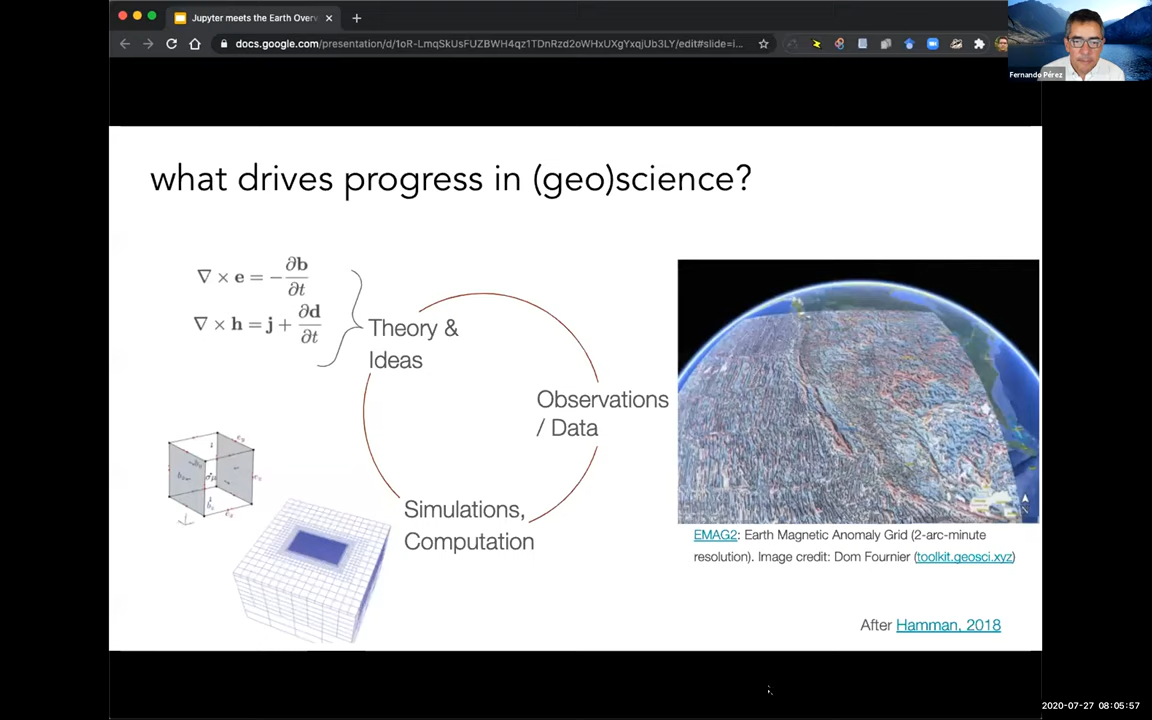 Jupyter meets the Earth Over
docs.google.com/presentation/d/1oR-LmqSkUsFUZBWH4qz1TDnRzd2oWHxUXgYxqjUb3LY/edit#slide=i...
Fernando Pérez
what drives progress in (geo)science?
∇ × e = − ∂b/∂t
∇ × h = j + ∂d/∂t
Theory &
Ideas
Observations
/ Data
Simulations,
Computation
EMAG2: Earth Magnetic Anomaly Grid (2-arc-minute
resolution). Image credit: Dom Fournier (toolkit.geosci.xyz)
After Hamman, 2018
2020-07-27 08:05:57